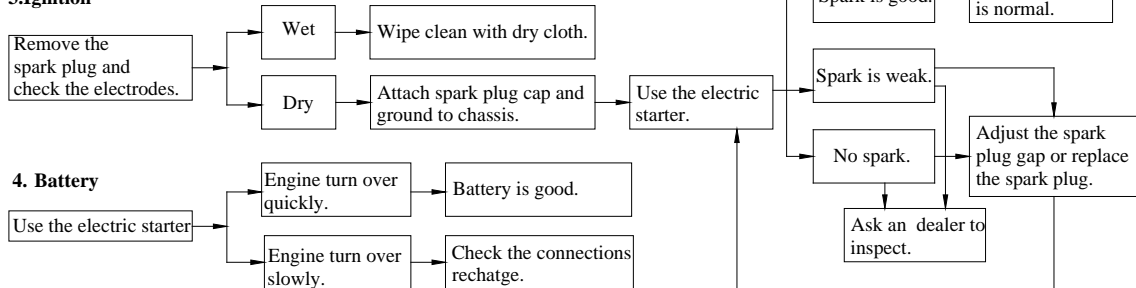 3.Ignition
Remove the
spark plug and
check the electrodes.
Wet
Wipe clean with dry cloth.
Dry
Attach spark plug cap and
ground to chassis.
Use the electric
starter.
Spark is good.
is normal.
Spark is weak.
No spark.
Adjust the spark
plug gap or replace
the spark plug.
Ask an dealer to
inspect.
4. Battery
Use the electric starter
Engine turn over
quickly.
Battery is good.
Engine turn over
slowly.
Check the connections
rechatge.